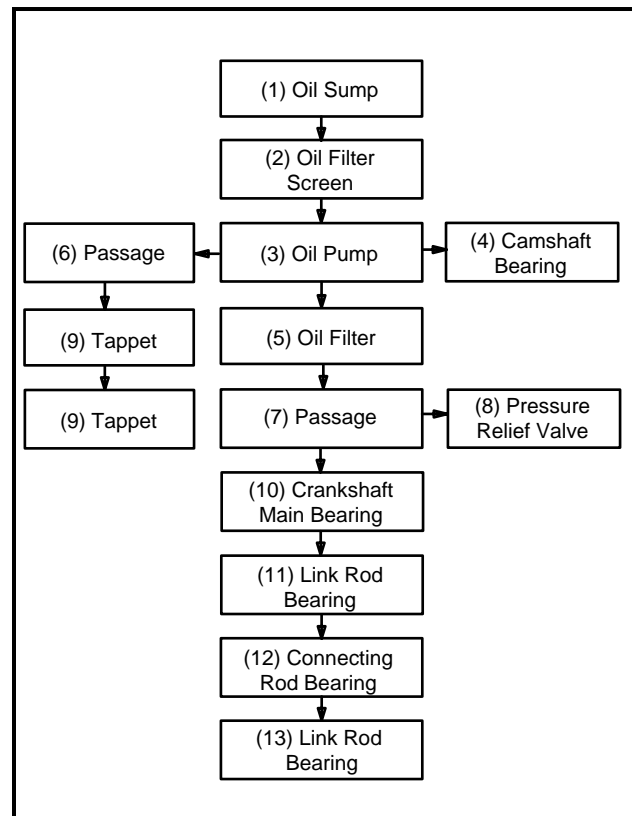 (1) Oil Sump
(2) Oil Filter
Screen
(6) Passage
(3) Oil Pump
(4) Camshaft
Bearing
(9) Tappet
(5) Oil Filter
(9) Tappet
(7) Passage
(8) Pressure
Relief Valve
(10) Crankshaft
Main Bearing
(11) Link Rod
Bearing
(12) Connecting
Rod Bearing
(13) Link Rod
Bearing